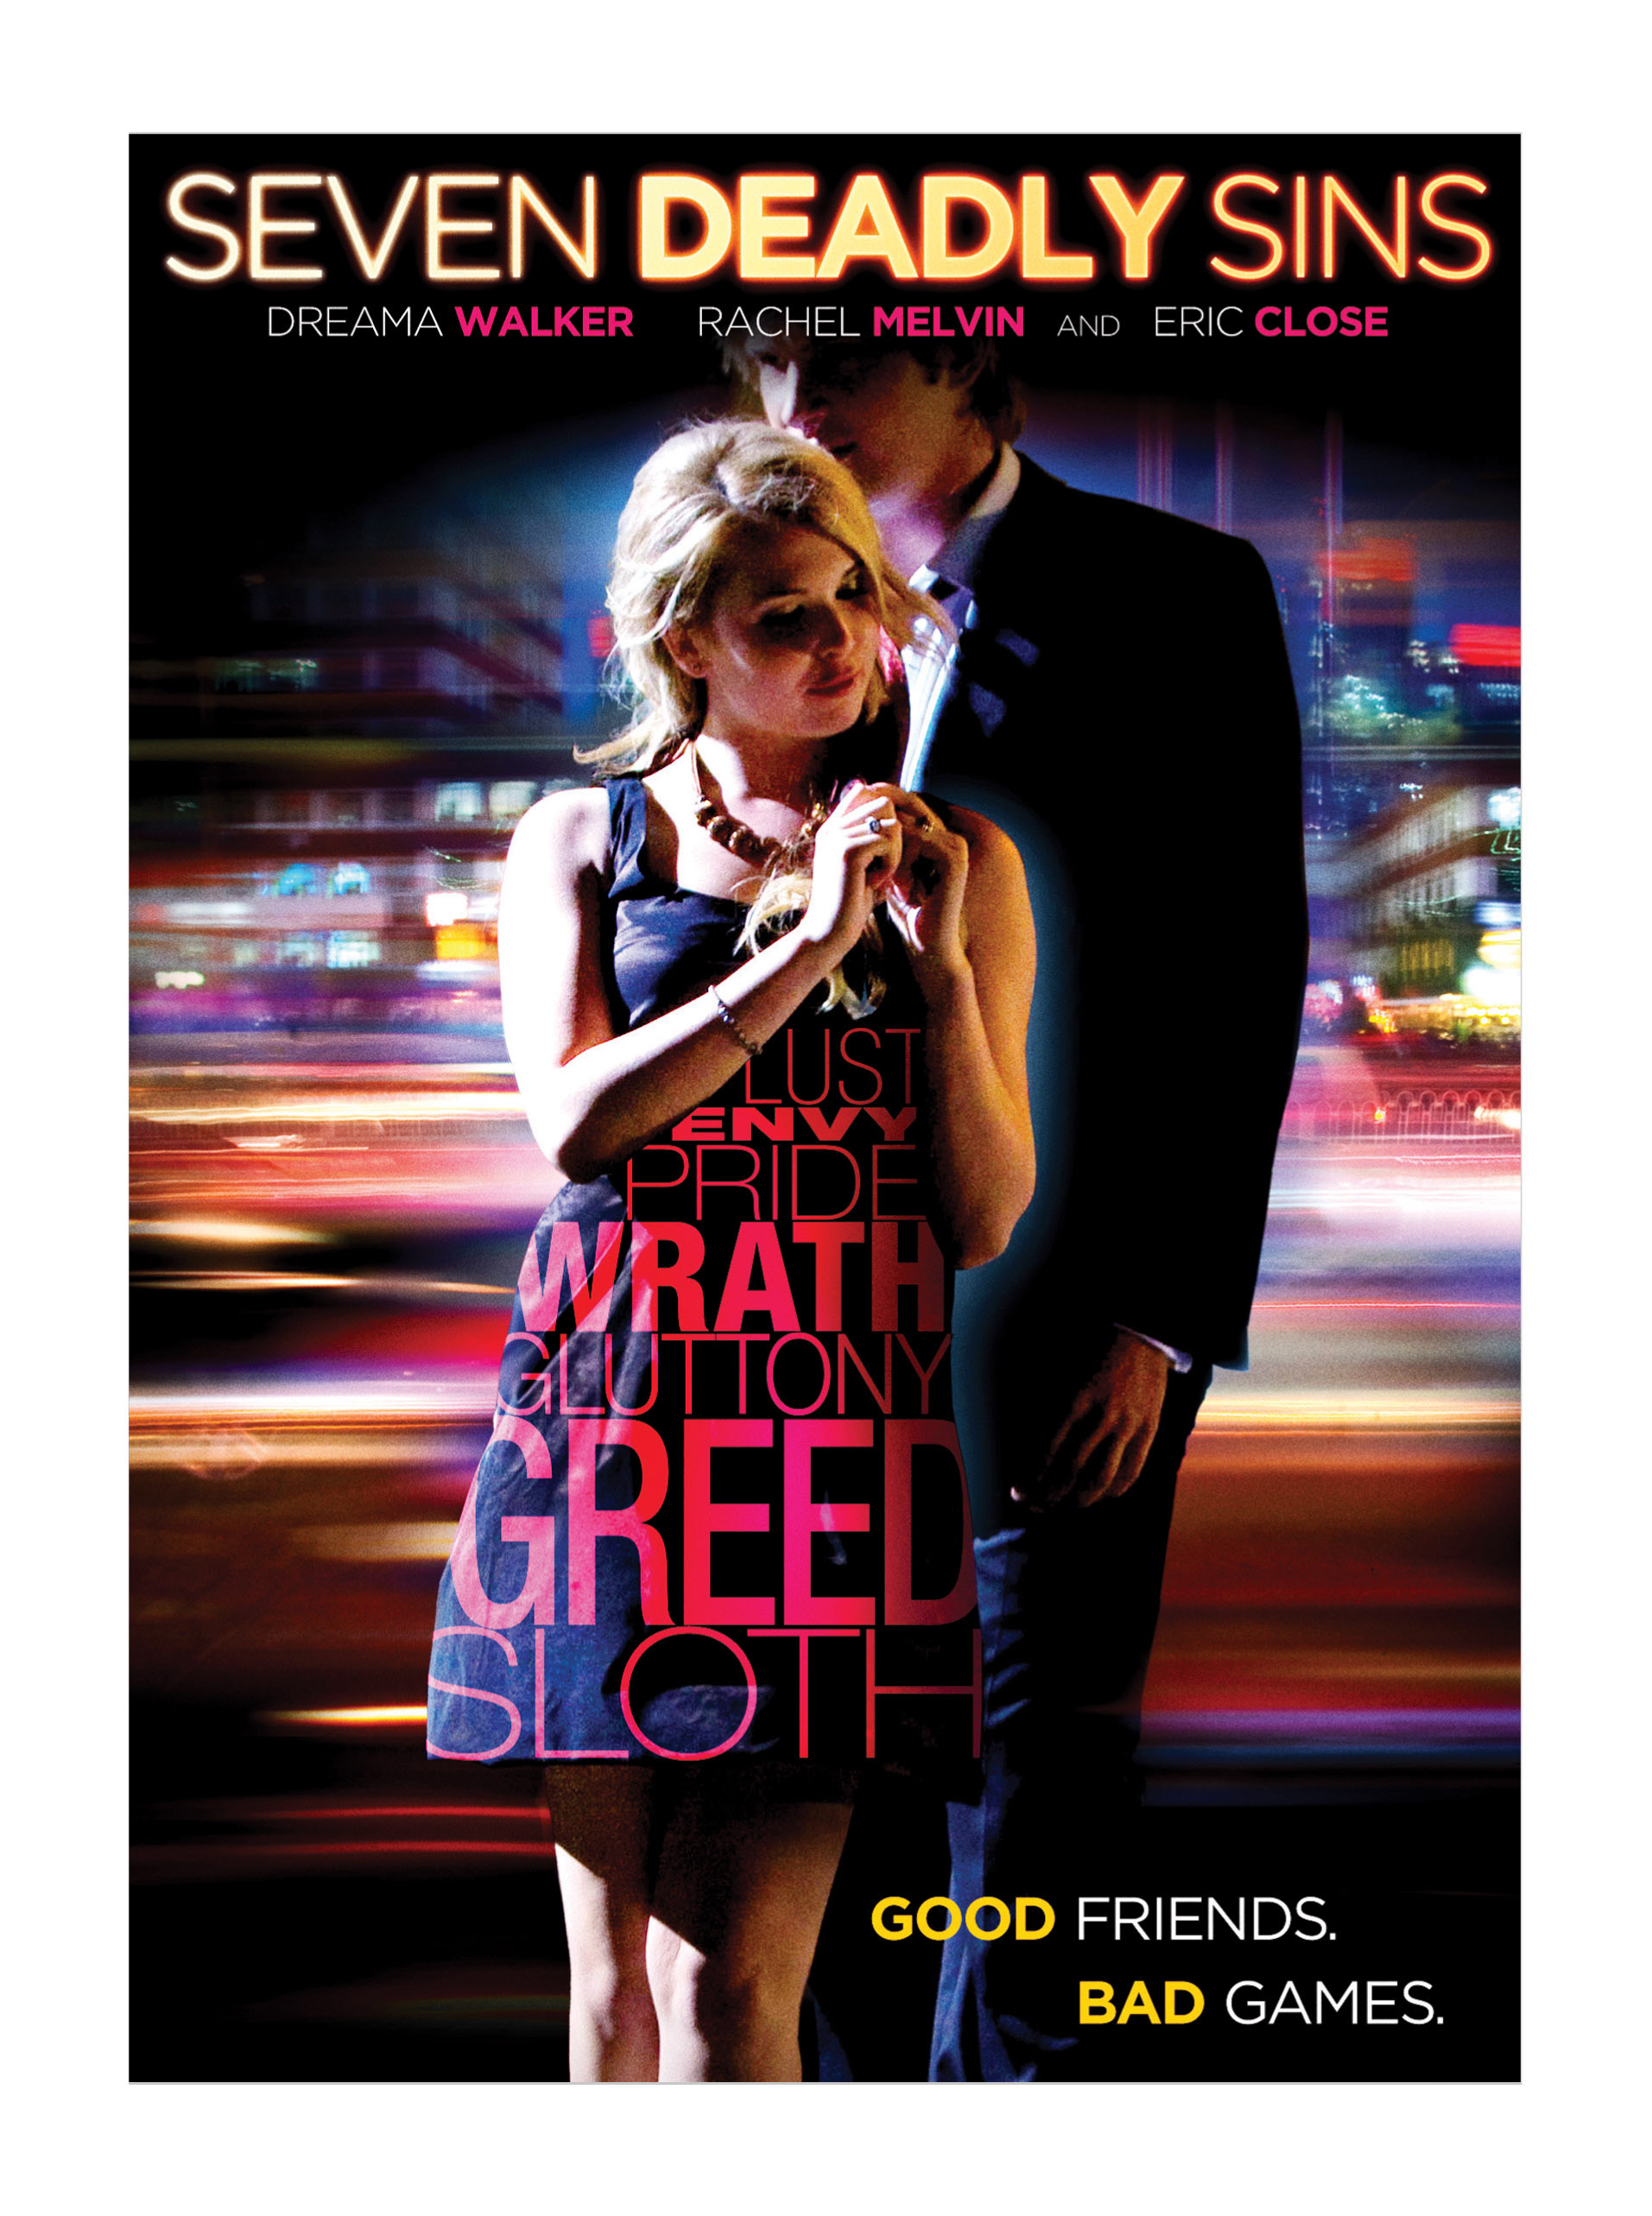 SEVEN DEADLY SINS
DREAMA WALKER RACHEL MELVIN AND ERIC CLOSE
LUST
ENVY
PRIDE
WRATH
GLUTTONY
GREED
SLOTH
GOOD FRIENDS.
BAD GAMES.